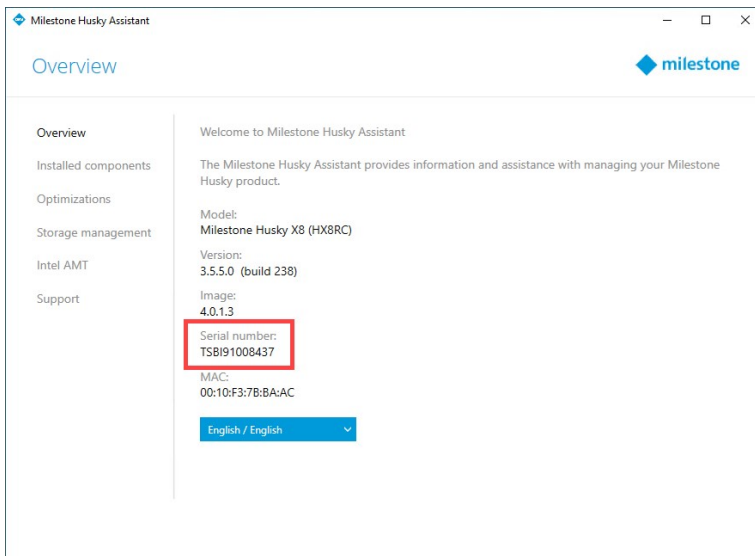 Milestone Husky Assistant
Overview
milestone
Overview
Installed components
Optimizations
Storage management
Intel AMT
Support
Welcome to Milestone Husky Assistant
The Milestone Husky Assistant provides information and assistance with managing your Milestone
Husky product.
Model:
Milestone Husky X8 (HX8RC)
Version:
3.5.5.0 (build 238)
Image:
4.0.1.3
Serial number:
TSBI91008437
MAC:
00:10:F3:7B:BA:AC
English / English